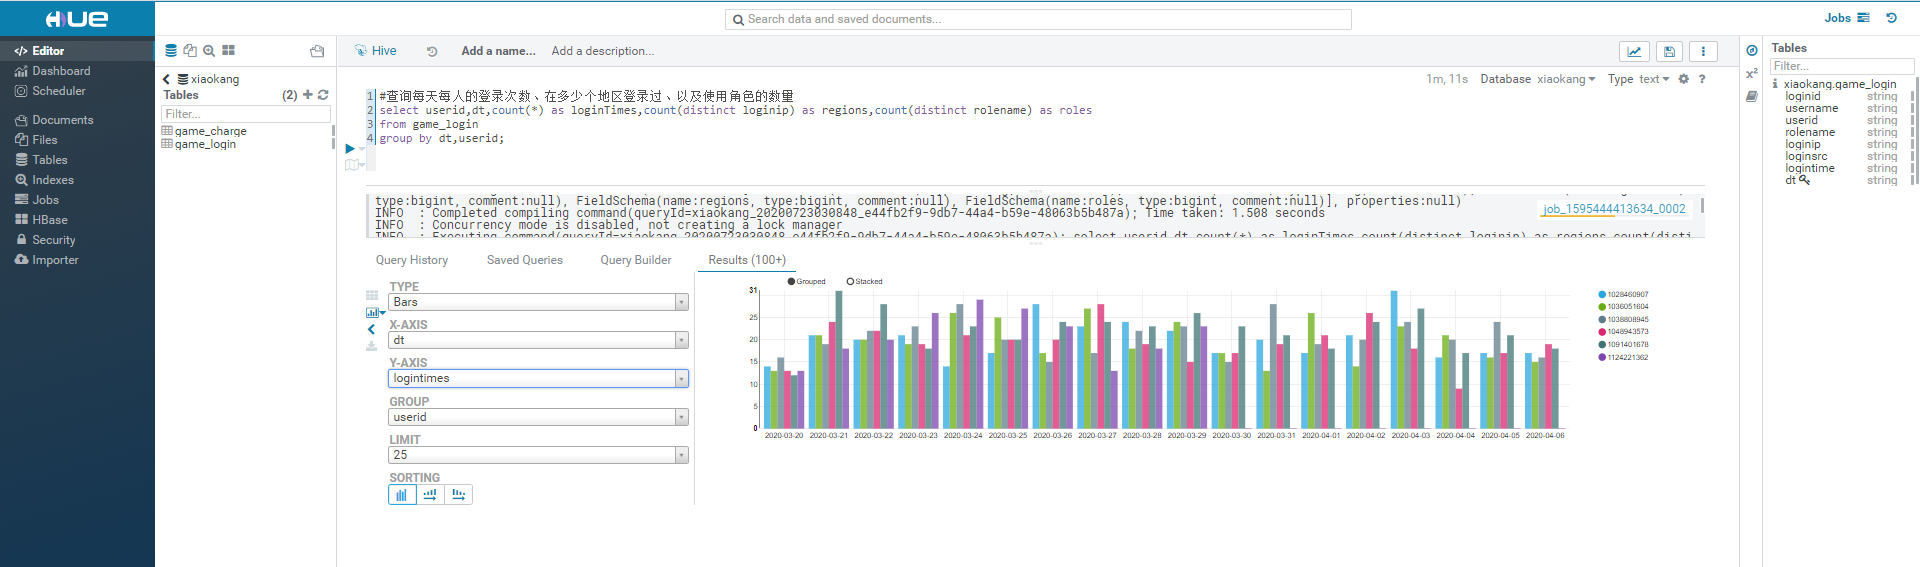 HUE
Search data and saved documents...
Jobs
Editor
Dashboard
Scheduler
Documents
Files
Tables
Indexes
Jobs
HBase
Security
Importer
xiaokang
Tables (2)
Filter...
game_charge
game_login
Hive Add a name... Add a description...
1m, 11s Database xiaokang Type text ?
1 #查询每天每人的登录次数、在多少个地区登录过、以及使用角色的数量
2 select userid,dt,count(*) as loginTimes,count(distinct loginip) as regions,count(distinct rolename) as roles
3 from game_login
4 group by dt,userid;
type:bigint, comment:null), FieldSchema(name:regions, type:bigint, comment:null), FieldSchema(name:roles, type:bigint, comment:null)], properties:null)
INFO : Completed compiling command(queryId=xiaokang_20200723030848_e44fb2f9-9db7-44a4-b59e-48063b5b487a); Time taken: 1.508 seconds
INFO : Concurrency mode is disabled, not creating a lock manager
INFO : Executing command(queryId=xiaokang_20200723030848_e44fb2f9-9db7-44a4-b59e-48063b5b487a): select userid,dt,count(*) as loginTimes,count(distinct loginip) as regions,count(disti
job_1595444413634_0002
Query History Saved Queries Query Builder Results (100+)
TYPE
Bars
X-AXIS
dt
Y-AXIS
logintimes
GROUP
userid
LIMIT
25
SORTING
Grouped Stacked
31
25
20
15
10
5
0
2020-03-20 2020-03-21 2020-03-22 2020-03-23 2020-03-24 2020-03-25 2020-03-26 2020-03-27 2020-03-28 2020-03-29 2020-03-30 2020-03-31 2020-04-01 2020-04-02 2020-04-03 2020-04-04 2020-04-05 2020-04-06
1028460907
1036051604
1038808945
1048943573
1091401678
1124221362
Tables
Filter...
xiaokang.game_login
loginid string
username string
userid string
rolename string
loginip string
loginsrc string
logintime string
dt string